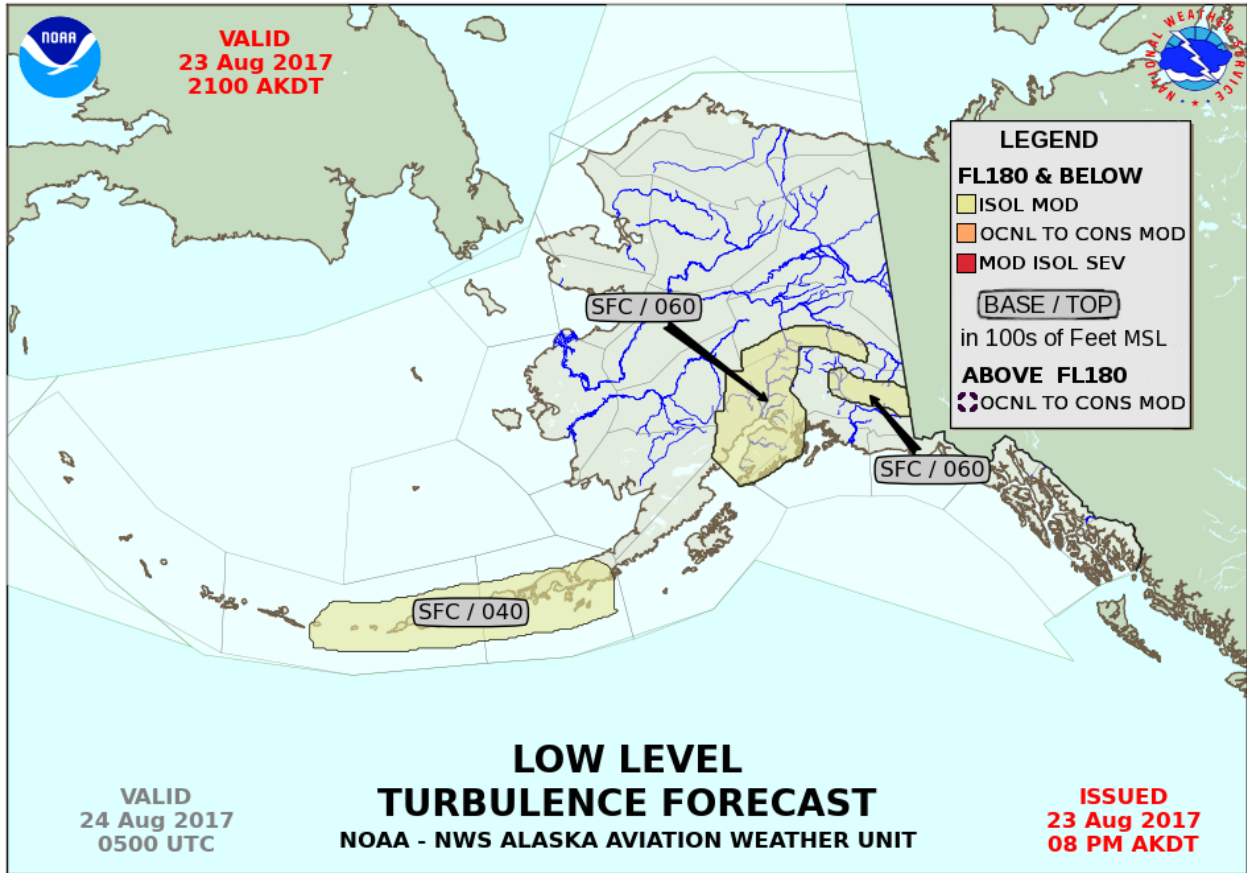 NOAA
VALID
23 Aug 2017
2100 AKDT
NATIONAL WEATHER SERVICE
LEGEND
FL180 & BELOW
ISOL MOD
OCNL TO CONS MOD
MOD ISOL SEV
BASE / TOP
in 100s of Feet MSL
ABOVE FL180
OCNL TO CONS MOD
SFC / 060
SFC / 060
SFC / 040
LOW LEVEL
TURBULENCE FORECAST
NOAA - NWS ALASKA AVIATION WEATHER UNIT
VALID
24 Aug 2017
0500 UTC
ISSUED
23 Aug 2017
08 PM AKDT